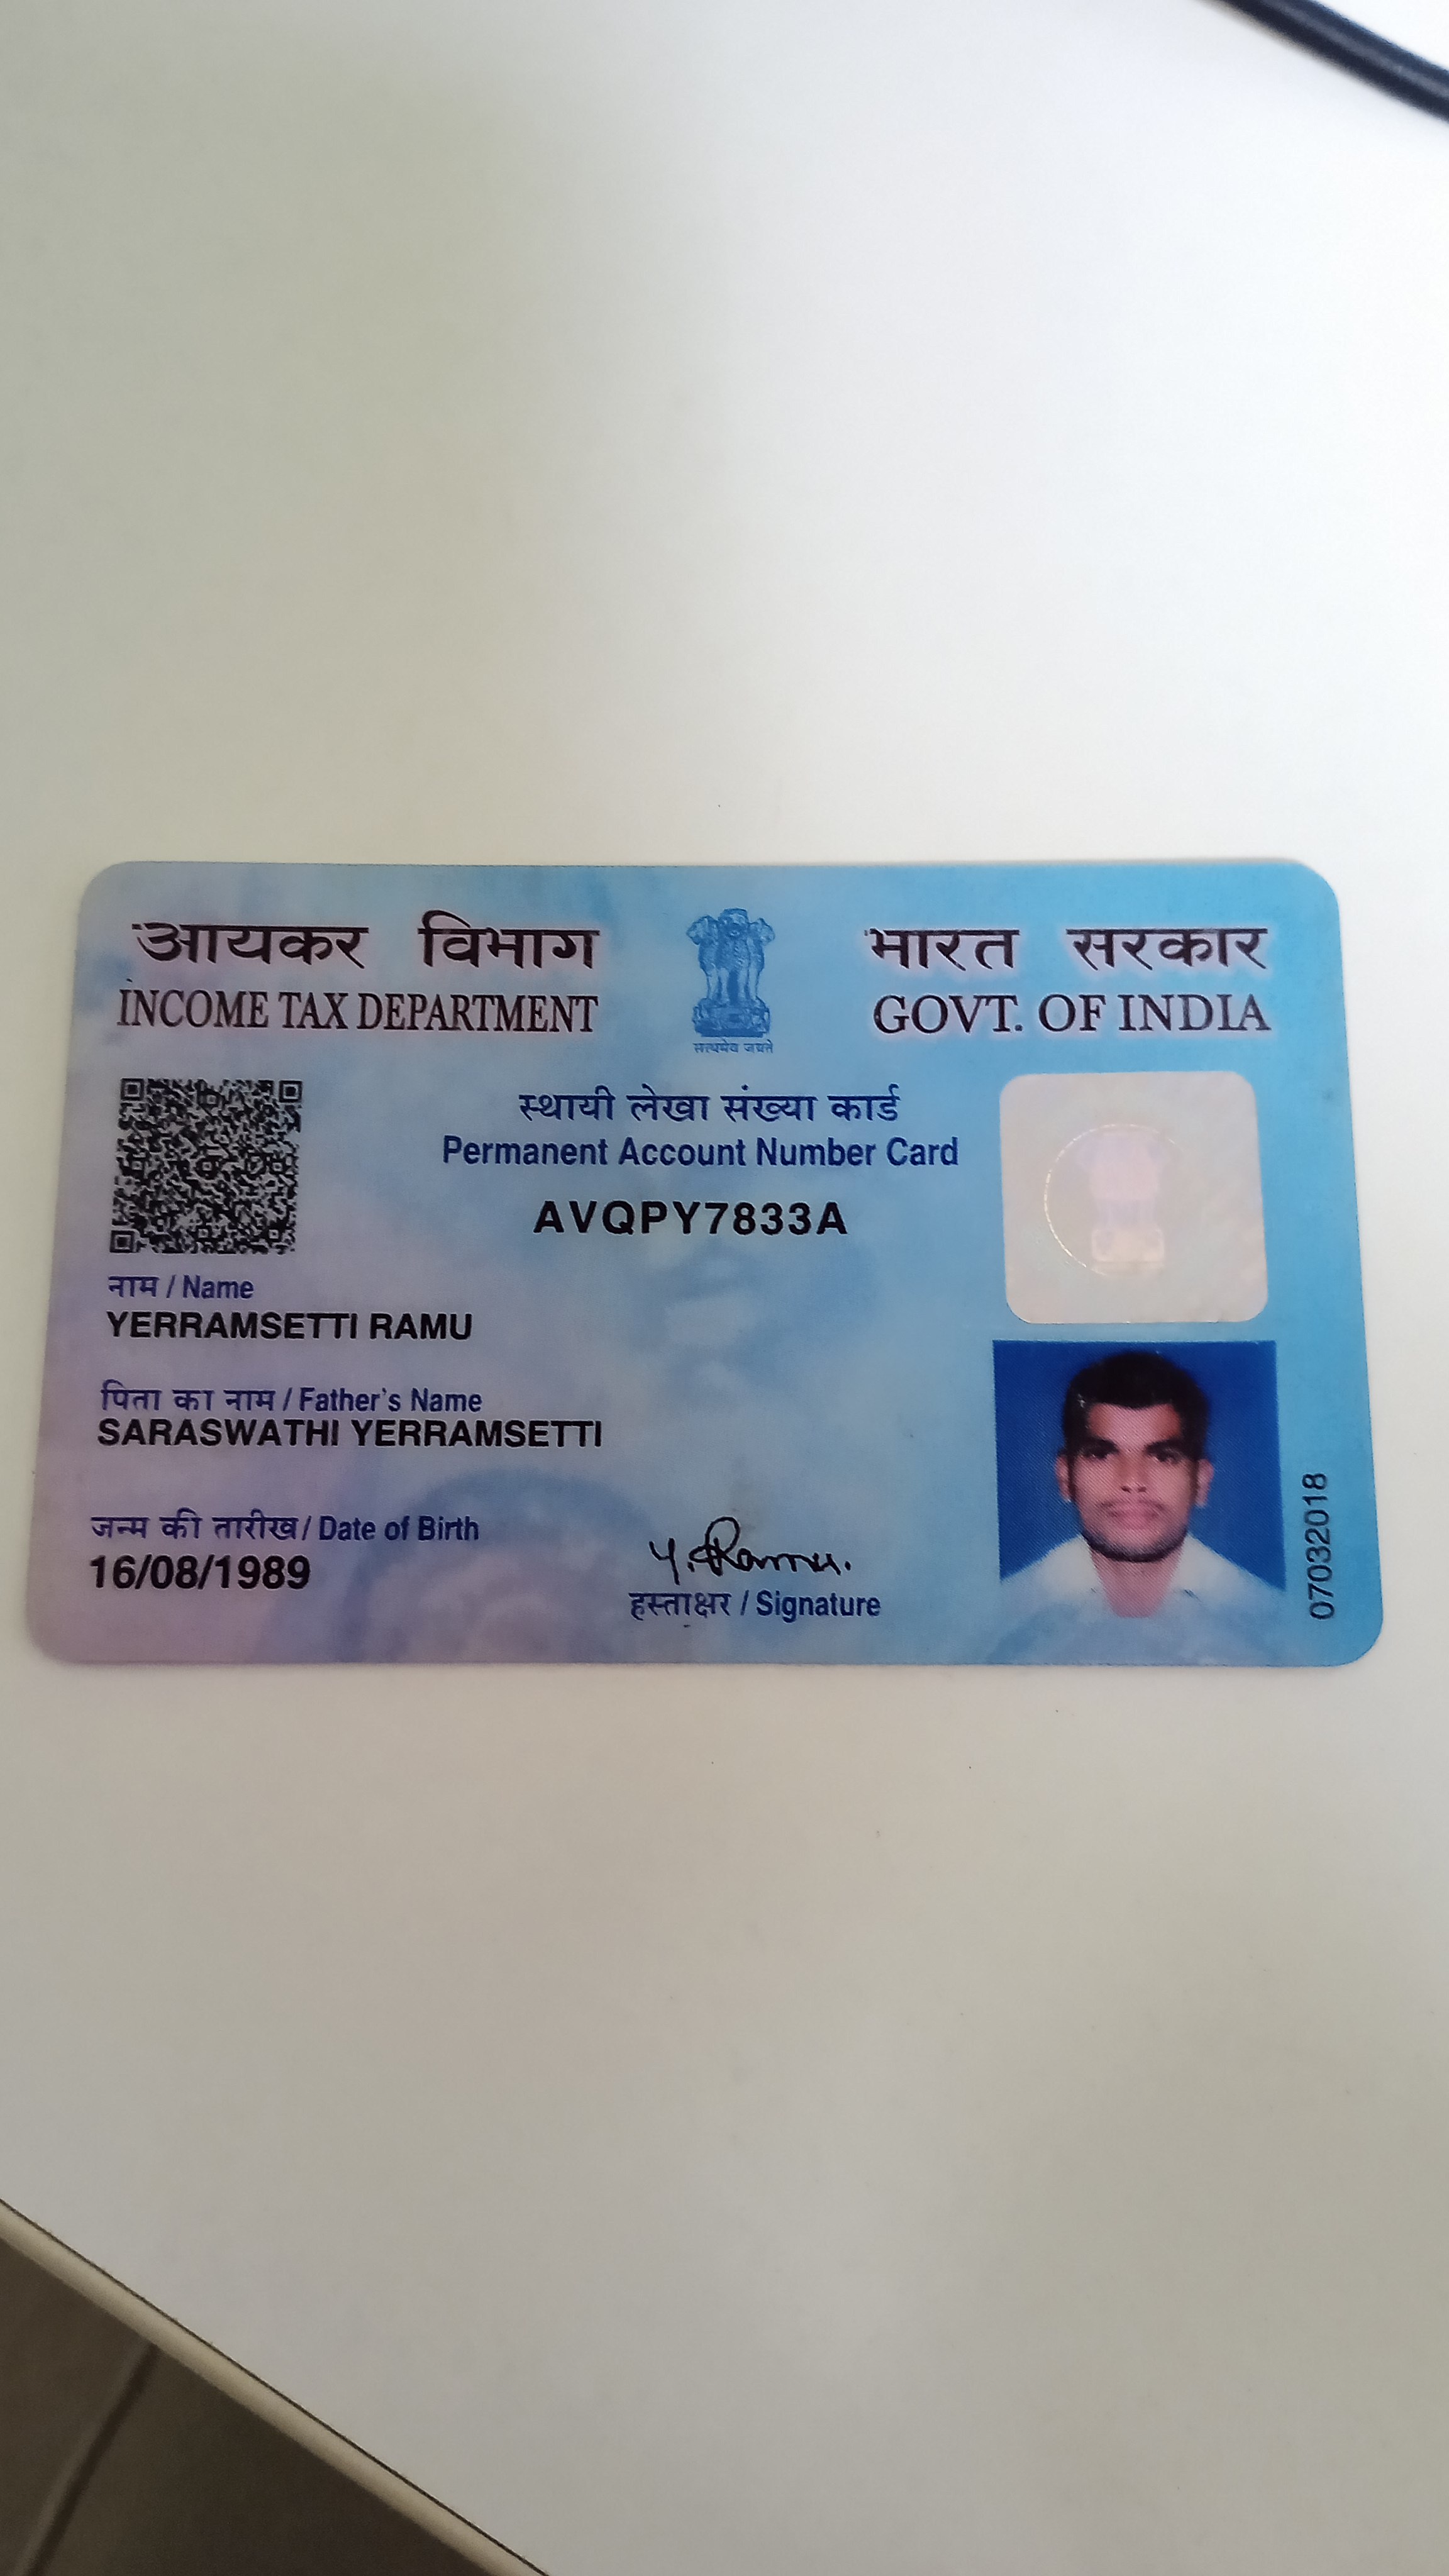 आयकर विभाग
INCOME TAX DEPARTMENT
सत्यमेव जयते
भारत सरकार
GOVT. OF INDIA
स्थायी लेखा संख्या कार्ड
Permanent Account Number Card
AVQPY7833A
नाम / Name
YERRAMSETTI RAMU
पिता का नाम / Father's Name
SARASWATHI YERRAMSETTI
जन्म की तारीख / Date of Birth
16/08/1989
Y. Ramu.
हस्ताक्षर / Signature
07032018